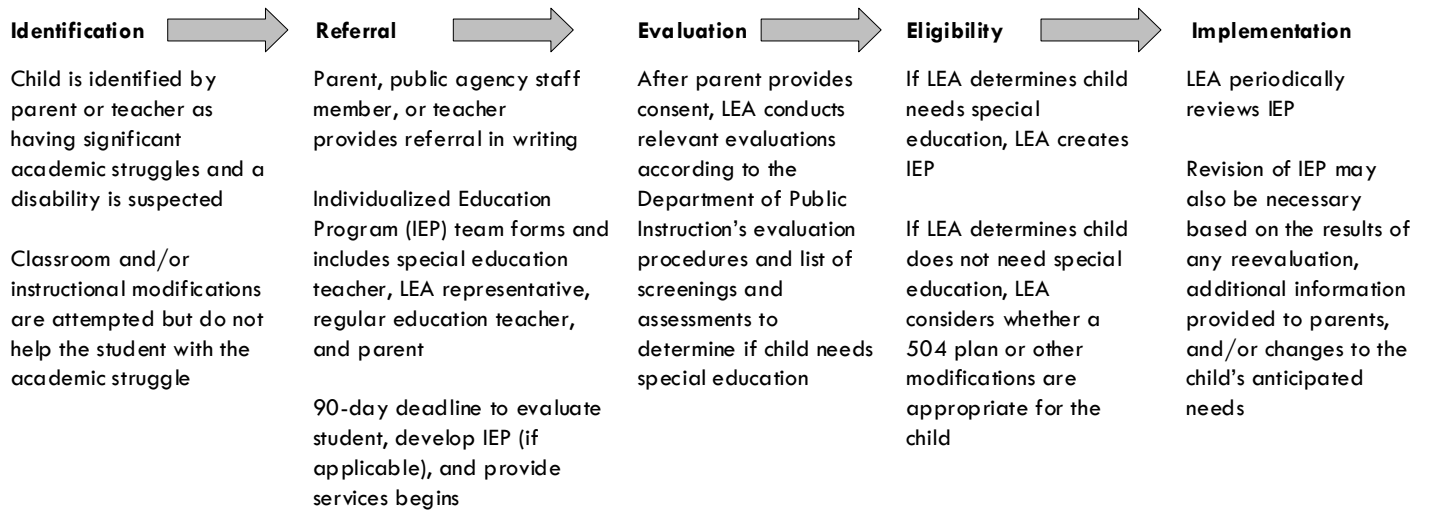 Identification
Referral
Evaluation
Eligibility
Implementation
Child is identified by
parent or teacher as
having significant
academic struggles and a
disability is suspected
Classroom and/or
instructional modifications
are attempted but do not
help the student with the
academic struggle
Parent, public agency staff
member, or teacher
provides referral in writing
Individualized Education
Program (IEP) team forms and
includes special education
teacher, LEA representative,
regular education teacher,
and parent
90-day deadline to evaluate
student, develop IEP (if
applicable), and provide
services begins
After parent provides
consent, LEA conducts
relevant evaluations
according to the
Department of Public
Instruction’s evaluation
procedures and list of
screenings and
assessments to
determine if child needs
special education
If LEA determines child
needs special
education, LEA creates
IEP
If LEA determines child
does not need special
education, LEA
considers whether a
504 plan or other
modifications are
appropriate for the
child
LEA periodically
reviews IEP
Revision of IEP may
also be necessary
based on the results of
any reevaluation,
additional information
provided to parents,
and/or changes to the
child’s anticipated
needs